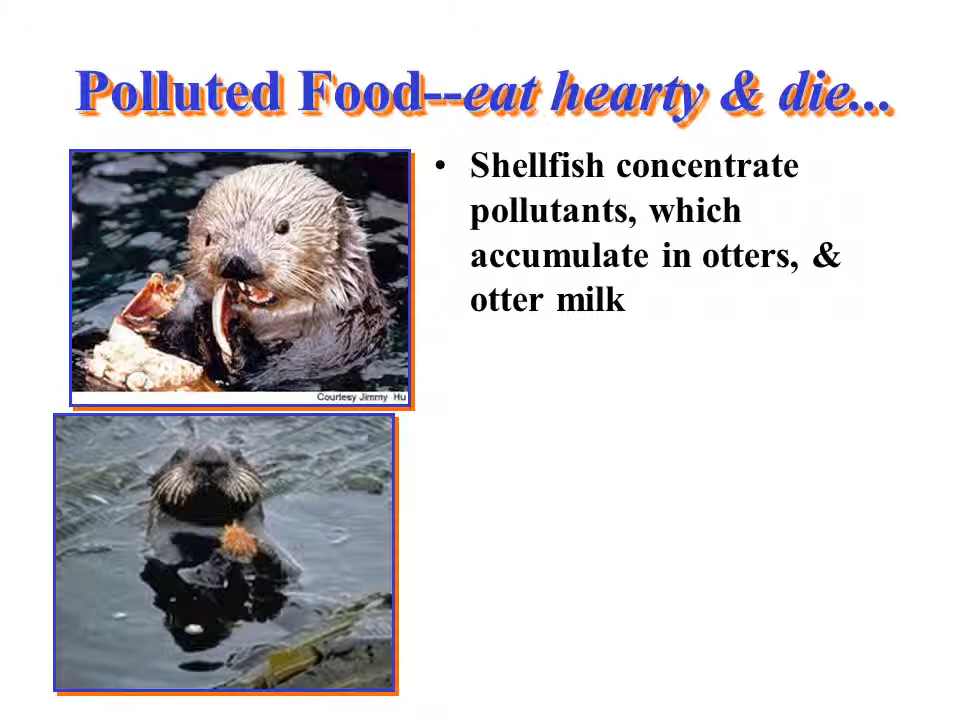 Polluted Food--eat hearty & die...
• Shellfish concentrate
pollutants, which
accumulate in otters, &
otter milk
Courtesy Jimmy Hu